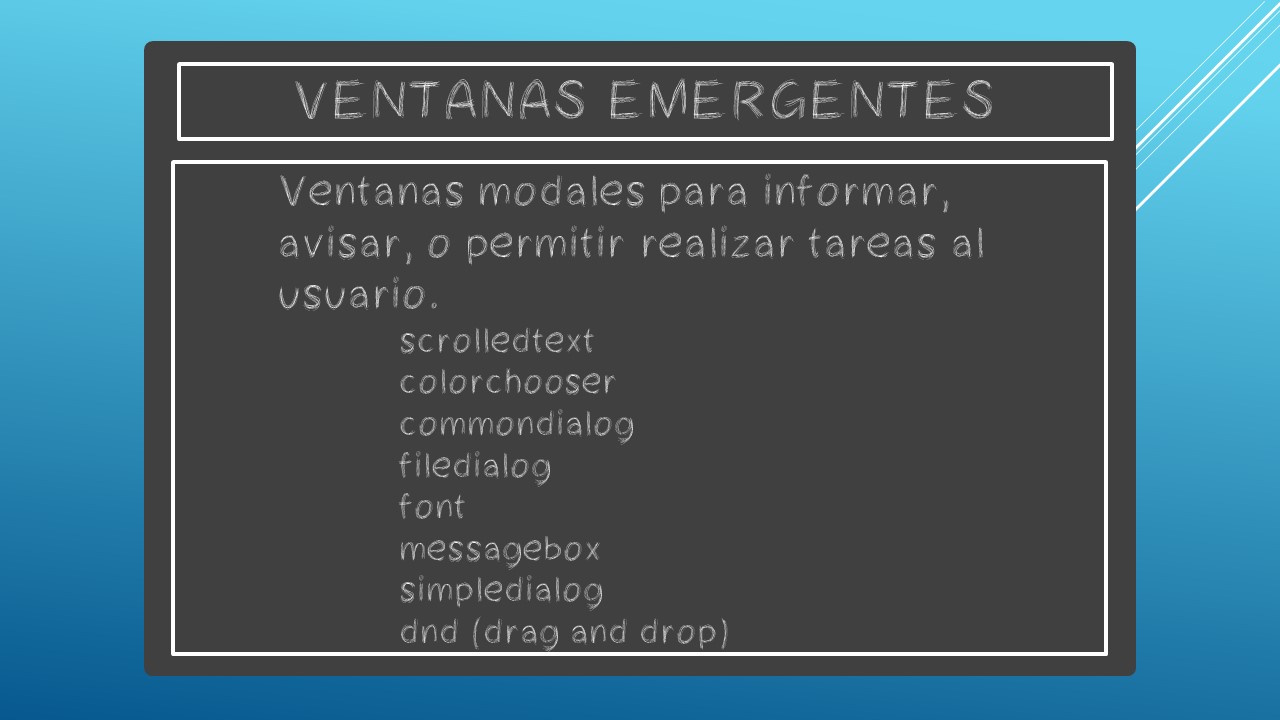 VENTANAS EMERGENTES
Ventanas modales para informar,
avisar, o permitir realizar tareas al
usuario.
scrolledtext
colorchooser
commondialog
filedialog
font
messagebox
simpledialog
dnd (drag and drop)